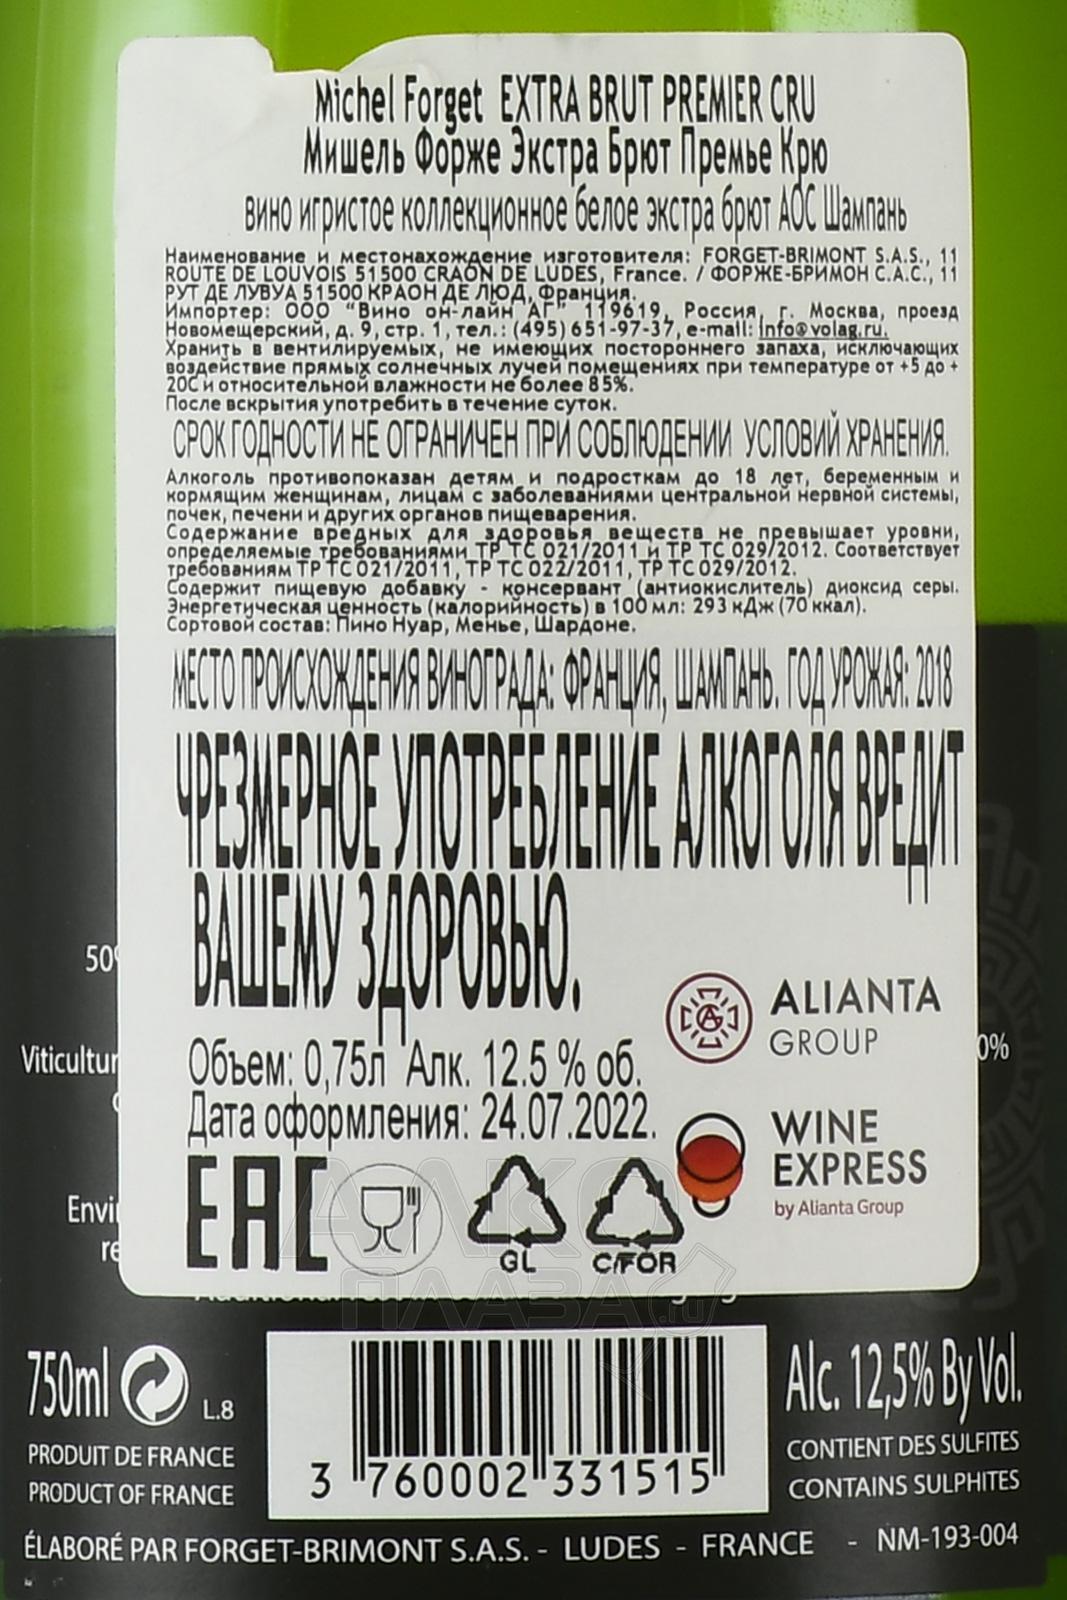 Michel Forget EXTRA BRUT PREMIER CRU
Мишель Форже Экстра Брют Премье Крю
вино игристое коллекционное белое экстра брют АОС Шампань
Наименование и местонахождение изготовителя: FORGET-BRIMONT S.A.S., 11
ROUTE DE LOUVOIS 51500 CRAON DE LUDES, France. / ФОРЖЕ-БРИМОН С.А.С., 11
РУТ ДЕ ЛУВУА 51500 КРАОН ДЕ ЛЮД, Франция.
Импортер: ООО "Вино он-лайн АГ" 119619, Россия, г. Москва, проезд
Новомещерский, д. 9, стр. 1, тел.: (495) 651-97-37, e-mail: info@volag.ru.
Хранить в вентилируемых, не имеющих постороннего запаха, исключающих
воздействие прямых солнечных лучей помещениях при температуре от +5 до +
20С и относительной влажности не более 85%.
После вскрытия употребить в течение суток.
СРОК ГОДНОСТИ НЕ ОГРАНИЧЕН ПРИ СОБЛЮДЕНИИ УСЛОВИЙ ХРАНЕНИЯ.
Алкоголь противопоказан детям и подросткам до 18 лет, беременным и
кормящим женщинам, лицам с заболеваниями центральной нервной системы,
почек, печени и других органов пищеварения.
Содержание вредных для здоровья веществ не превышает уровни,
определяемые требованиями ТР ТС 021/2011 и ТР ТС 029/2012. Соответствует
требованиям ТР ТС 021/2011, ТР ТС 022/2011, ТР ТС 029/2012.
Содержит пищевую добавку - консервант (антиокислитель) диоксид серы.
Энергетическая ценность (калорийность) в 100 мл: 293 кДж (70 ккал).
Сортовой состав: Пино Нуар, Менье, Шардоне.
МЕСТО ПРОИСХОЖДЕНИЯ ВИНОГРАДА: ФРАНЦИЯ, ШАМПАНЬ. ГОД УРОЖАЯ: 2018
ЧРЕЗМЕРНОЕ УПОТРЕБЛЕНИЕ АЛКОГОЛЯ ВРЕДИТ
ВАШЕМУ ЗДОРОВЬЮ.
ALIANTA
GROUP
Объем: 0,75л Алк. 12.5 % об.
Дата оформления: 24.07.2022.
WINE
EXPRESS
by Alianta Group
EAC
GL
C/FOR
АЛКО
ПЛАЗА.ru
50%
Viticultur
0%
Envi
re
750ml
L.8
PRODUIT DE FRANCE
PRODUCT OF FRANCE
3 760002 331515
Alc. 12,5% By Vol.
CONTIENT DES SULFITES
CONTAINS SULPHITES
ÉLABORÉ PAR FORGET-BRIMONT S.A.S. - LUDES - FRANCE - NM-193-004